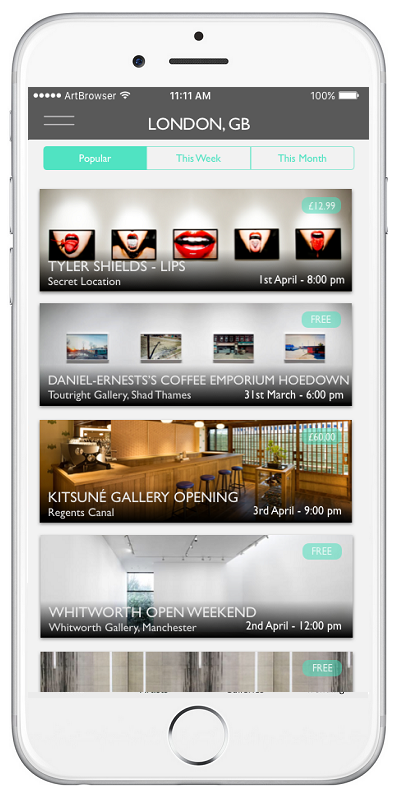 ArtBrowser 11:11 AM 100%
LONDON, GB
Popular This Week This Month
£12.99
TYLER SHIELDS - LIPS
Secret Location 1st April - 8:00 pm
FREE
DANIEL-ERNESTS'S COFFEE EMPORIUM HOEDOWN
Toutright Gallery, Shad Thames 31st March - 6:00 pm
£60.00
KITSUNÉ GALLERY OPENING
Regents Canal 3rd April - 9:00 pm
FREE
WHITWORTH OPEN WEEKEND
Whitworth Gallery, Manchester 2nd April - 12:00 pm
FREE